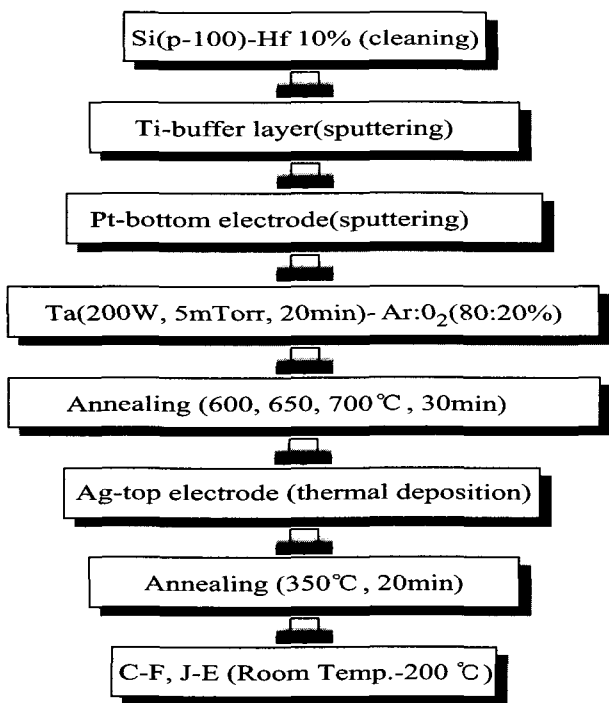 Si(p-100)-Hf 10% (cleaning)
Ti-buffer layer(sputtering)
Pt-bottom electrode(sputtering)
Ta(200W, 5mTorr, 20min)- Ar:0₂(80:20%)
Annealing (600, 650, 700℃, 30min)
Ag-top electrode (thermal deposition)
Annealing (350℃, 20min)
C-F, J-E (Room Temp.-200 ℃)